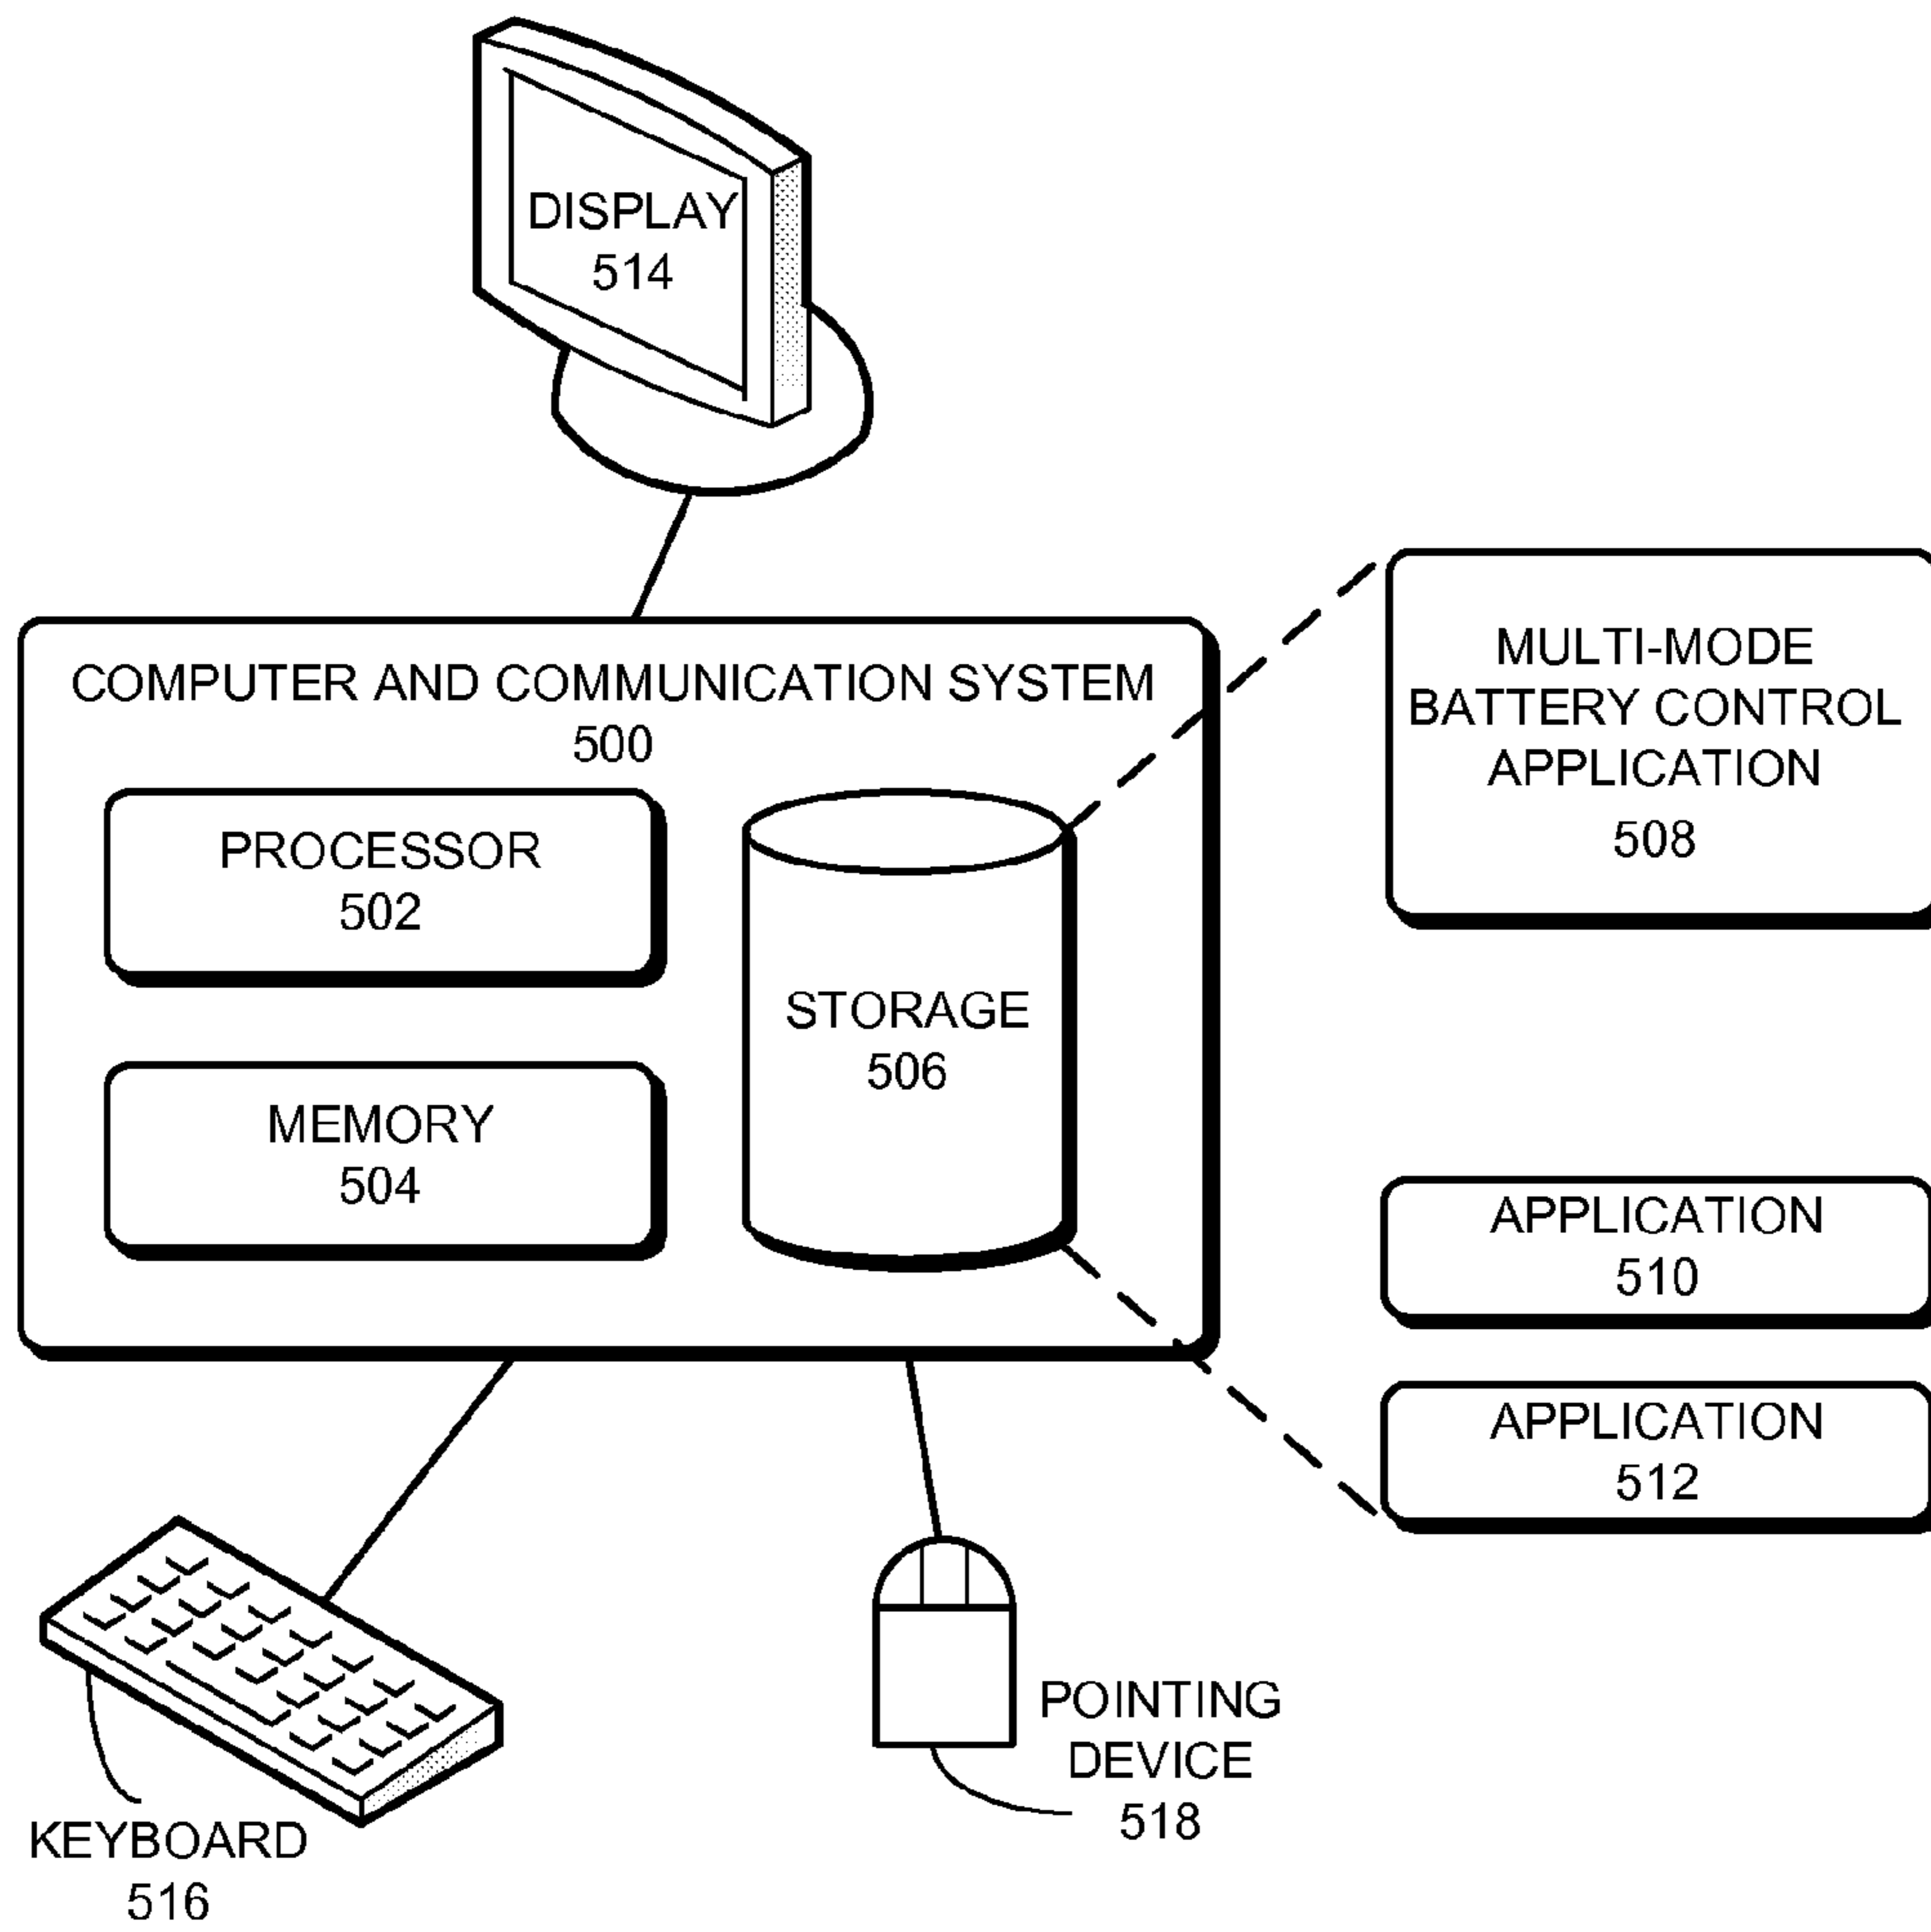 DISPLAY
514
COMPUTER AND COMMUNICATION SYSTEM
500
PROCESSOR
502
MEMORY
504
STORAGE
506
MULTI-MODE
BATTERY CONTROL
APPLICATION
508
APPLICATION
510
APPLICATION
512
KEYBOARD
516
POINTING
DEVICE
518